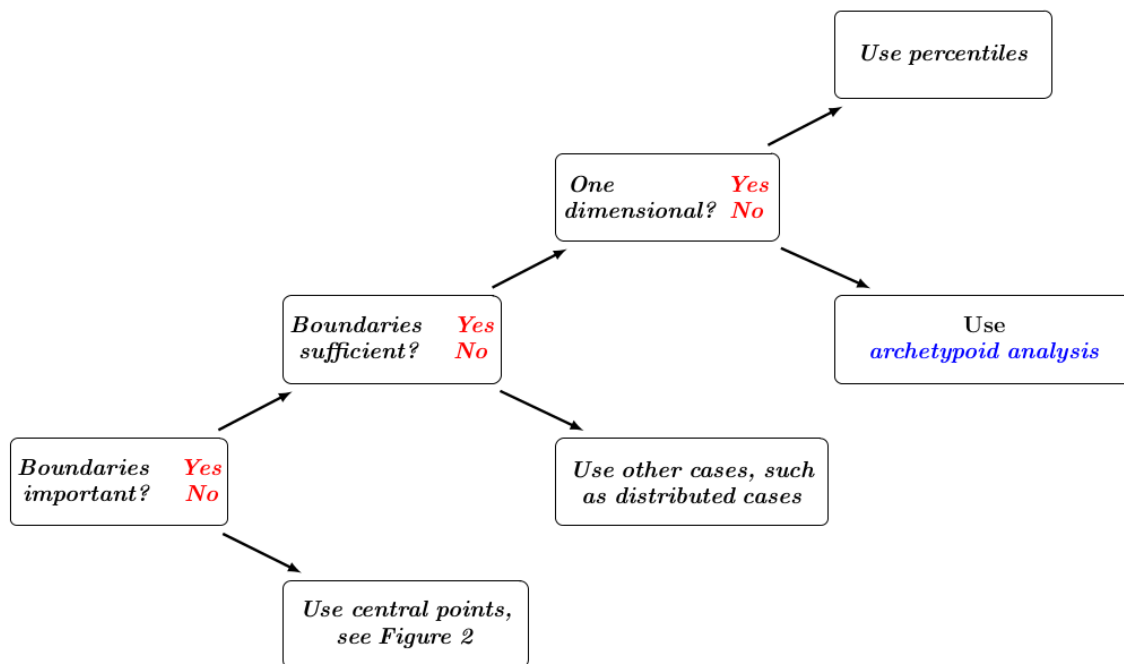 Use percentiles
One Yes
dimensional? No
Boundaries Yes
sufficient? No
Use
archetypoid analysis
Boundaries Yes
important? No
Use other cases, such
as distributed cases
Use central points,
see Figure 2